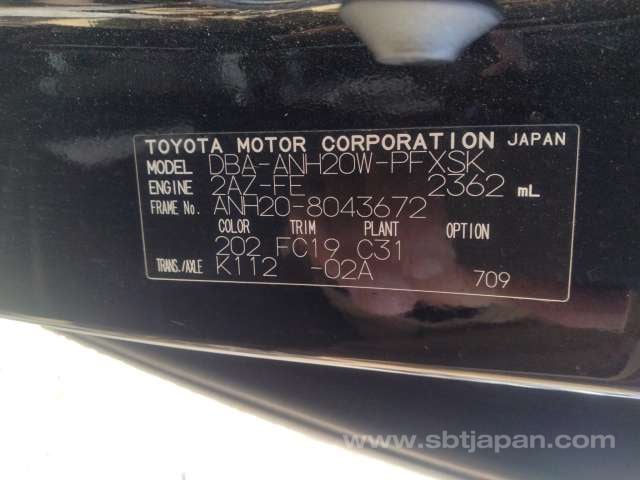 TOYOTA MOTOR CORPORATION JAPAN
MODEL DBA-ANH20W-PFXSK
ENGINE 2AZ-FE 2362 mL
FRAME No. ANH20-8043672
COLOR TRIM PLANT OPTION
202 FC19 C31
TRANS./AXLE K112 -02A 709
www.sbtjapan.com